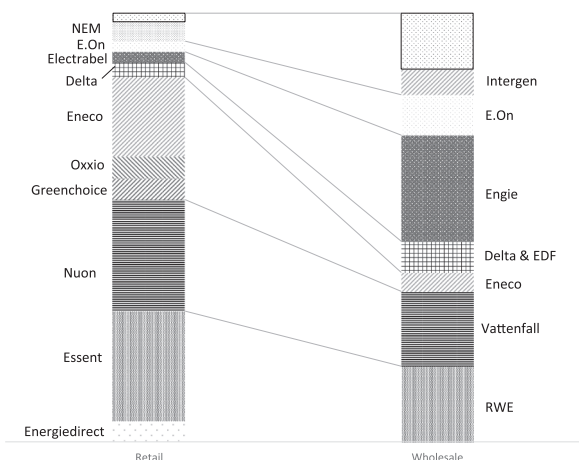 NEM
E.On
Electrabel
Delta
Eneco
Oxxio
Greenchoice
Nuon
Essent
Energiedirect
Intergen
E.On
Engie
Delta & EDF
Eneco
Vattenfall
RWE
Retail
Wholesale